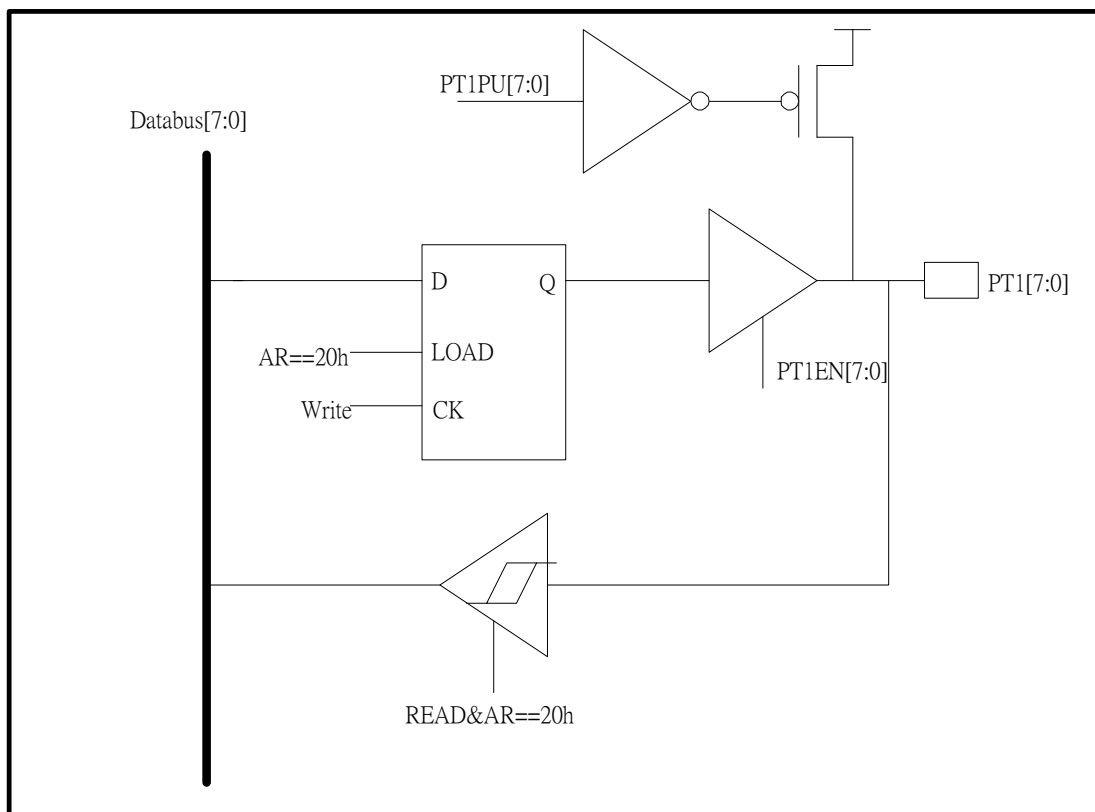 PT1PU[7:0]
Databus[7:0]
D
Q
PT1[7:0]
AR==20h
LOAD
PT1EN[7:0]
Write
CK
READ&AR==20h